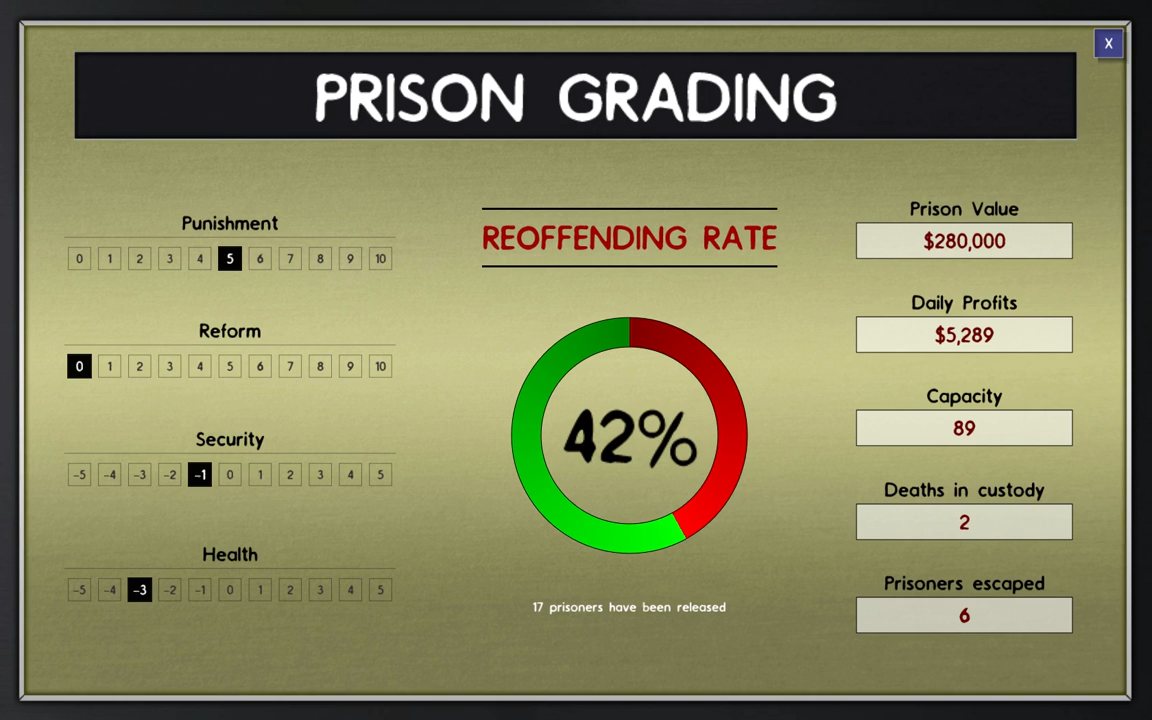 X
PRISON GRADING
Punishment
0 1 2 3 4 5 6 7 8 9 10
Reform
0 1 2 3 4 5 6 7 8 9 10
Security
-5 -4 -3 -2 -1 0 1 2 3 4 5
Health
-5 -4 -3 -2 -1 0 1 2 3 4 5
REOFFENDING RATE
42%
17 prisoners have been released
Prison Value
$280,000
Daily Profits
$5,289
Capacity
89
Deaths in custody
2
Prisoners escaped
6